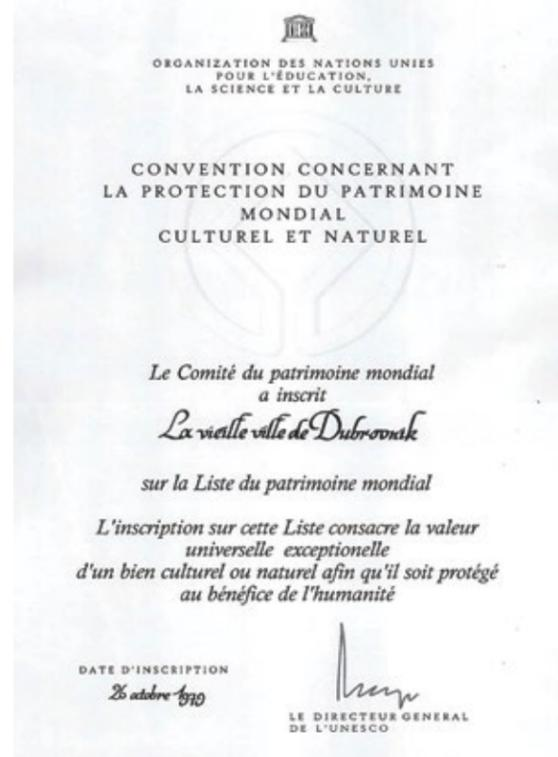 ORGANIZATION DES NATIONS UNIES
POUR L'ÉDUCATION,
LA SCIENCE ET LA CULTURE
CONVENTION CONCERNANT
LA PROTECTION DU PATRIMOINE
MONDIAL
CULTUREL ET NATUREL
Le Comité du patrimoine mondial
a inscrit
La vieille ville de Dubrovnik
sur la Liste du patrimoine mondial
L'inscription sur cette Liste consacre la valeur
universelle exceptionelle
d'un bien culturel ou naturel afin qu'il soit protégé
au bénéfice de l'humanité
DATE D'INSCRIPTION
26 octobre 1979
LE DIRECTEUR GENERAL
DE L'UNESCO